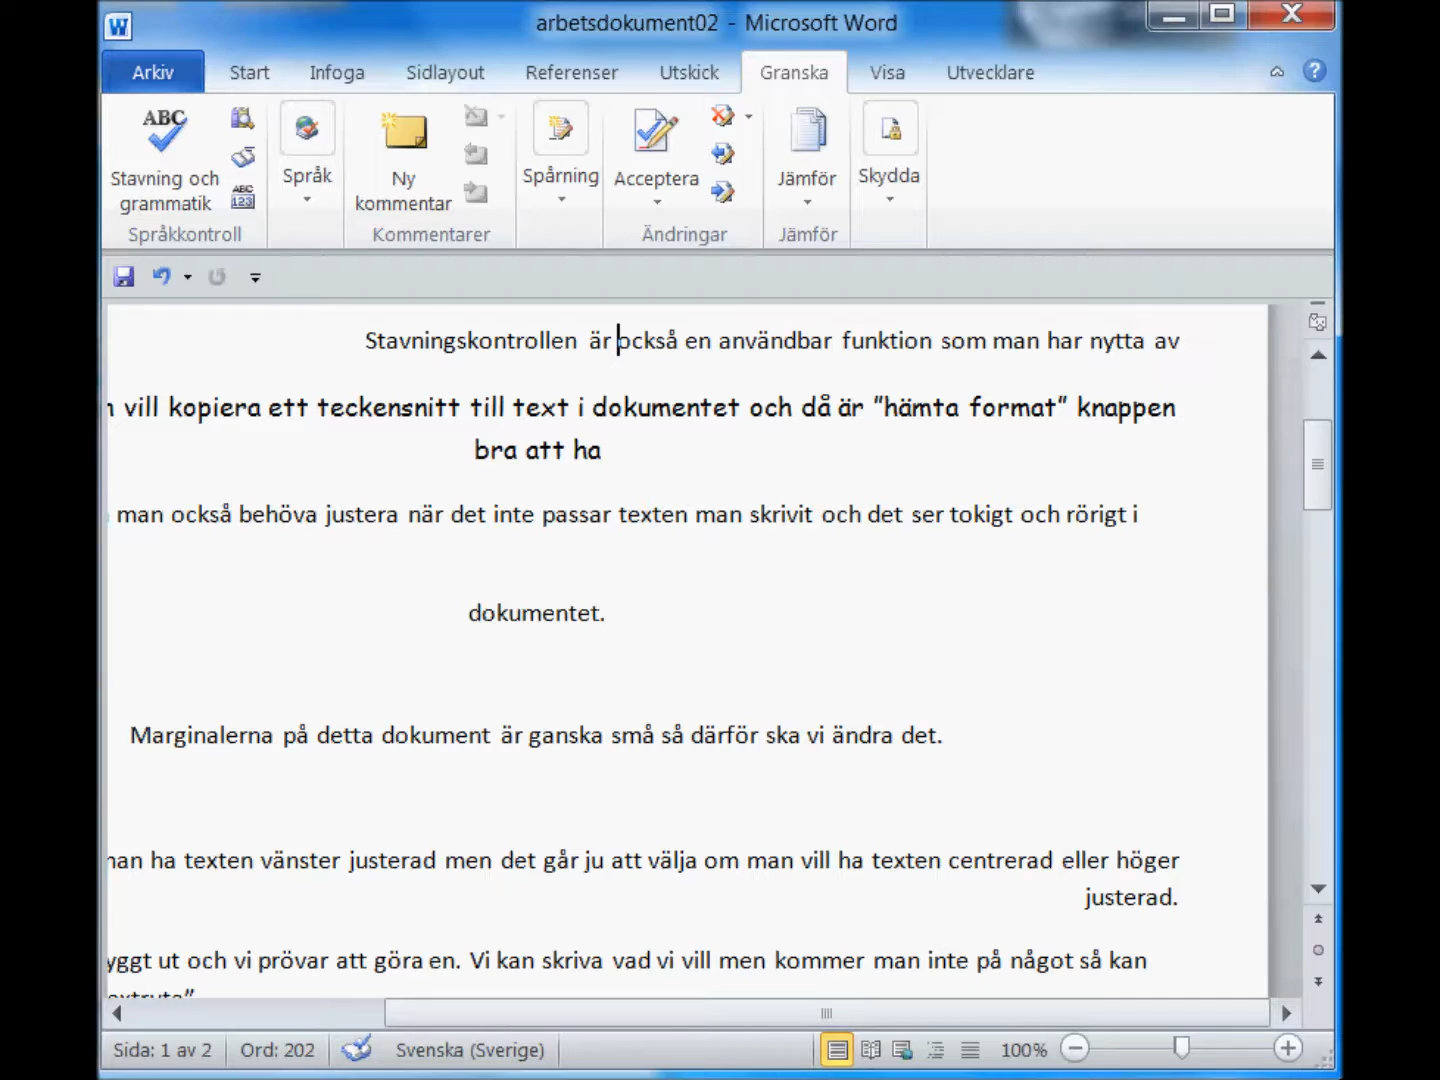 arbetsdokument02 - Microsoft Word
Arkiv Start Infoga Sidlayout Referenser Utskick Granska Visa Utvecklare
ABC
Stavning och grammatik
ABC 123
Språk
Ny kommentar
Spårning
Acceptera
Jämför
Skydda
Språkkontroll Kommentarer Ändringar Jämför
Stavningskontrollen är också en användbar funktion som man har nytta av
vill kopiera ett teckensnitt till text i dokumentet och då är ”hämta format” knappen
bra att ha
man också behöva justera när det inte passar texten man skrivit och det ser tokigt och rörigt i
dokumentet.
Marginalerna på detta dokument är ganska små så därför ska vi ändra det.
ha texten vänster justerad men det går ju att välja om man vill ha texten centrerad eller höger
justerad.
ut och vi prövar att göra en. Vi kan skriva vad vi vill men kommer man inte på något så kan
Sida: 1 av 2 Ord: 202 Svenska (Sverige) 100%